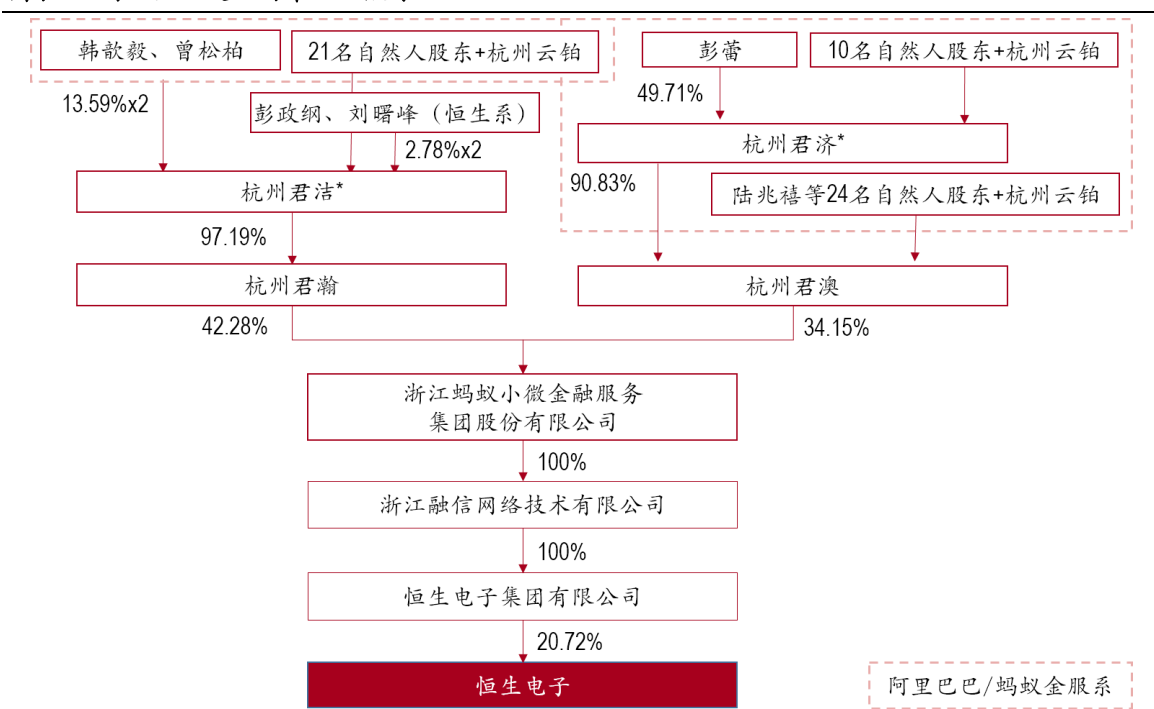 韩歆毅、曾松柏
21名自然人股东+杭州云铂
彭蕾
10名自然人股东+杭州云铂
13.59%x2
彭政纲、刘曙峰（恒生系）
49.71%
2.78%x2
杭州君济*
杭州君洁*
90.83%
陆兆禧等24名自然人股东+杭州云铂
97.19%
杭州君瀚
杭州君澳
42.28%
34.15%
浙江蚂蚁小微金融服务
集团股份有限公司
100%
浙江融信网络技术有限公司
100%
恒生电子集团有限公司
20.72%
恒生电子
阿里巴巴/蚂蚁金服系